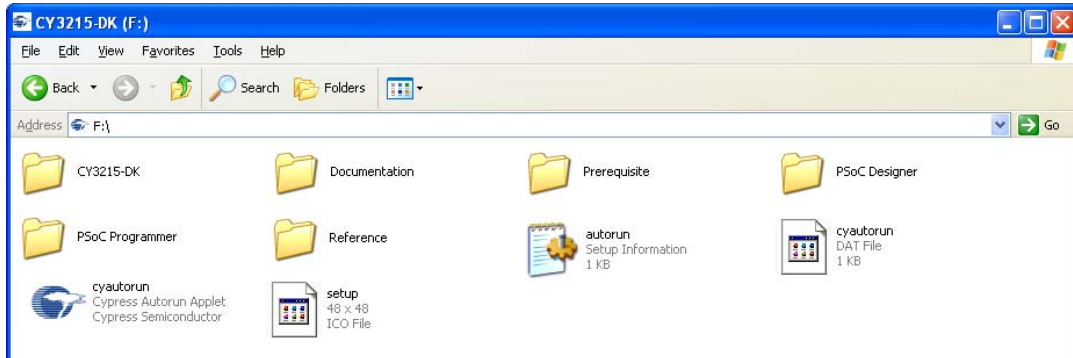 CY3215-DK (F:)
File Edit View Favorites Tools Help
Back Search Folders
Address F:\ Go
CY3215-DK Documentation Prerequisite PSoC Designer
PSoC Programmer Reference autorun cyautorun
Setup Information DAT File
1 KB 1 KB
cyautorun setup
Cypress Autorun Applet 48 x 48
Cypress Semiconductor ICO File